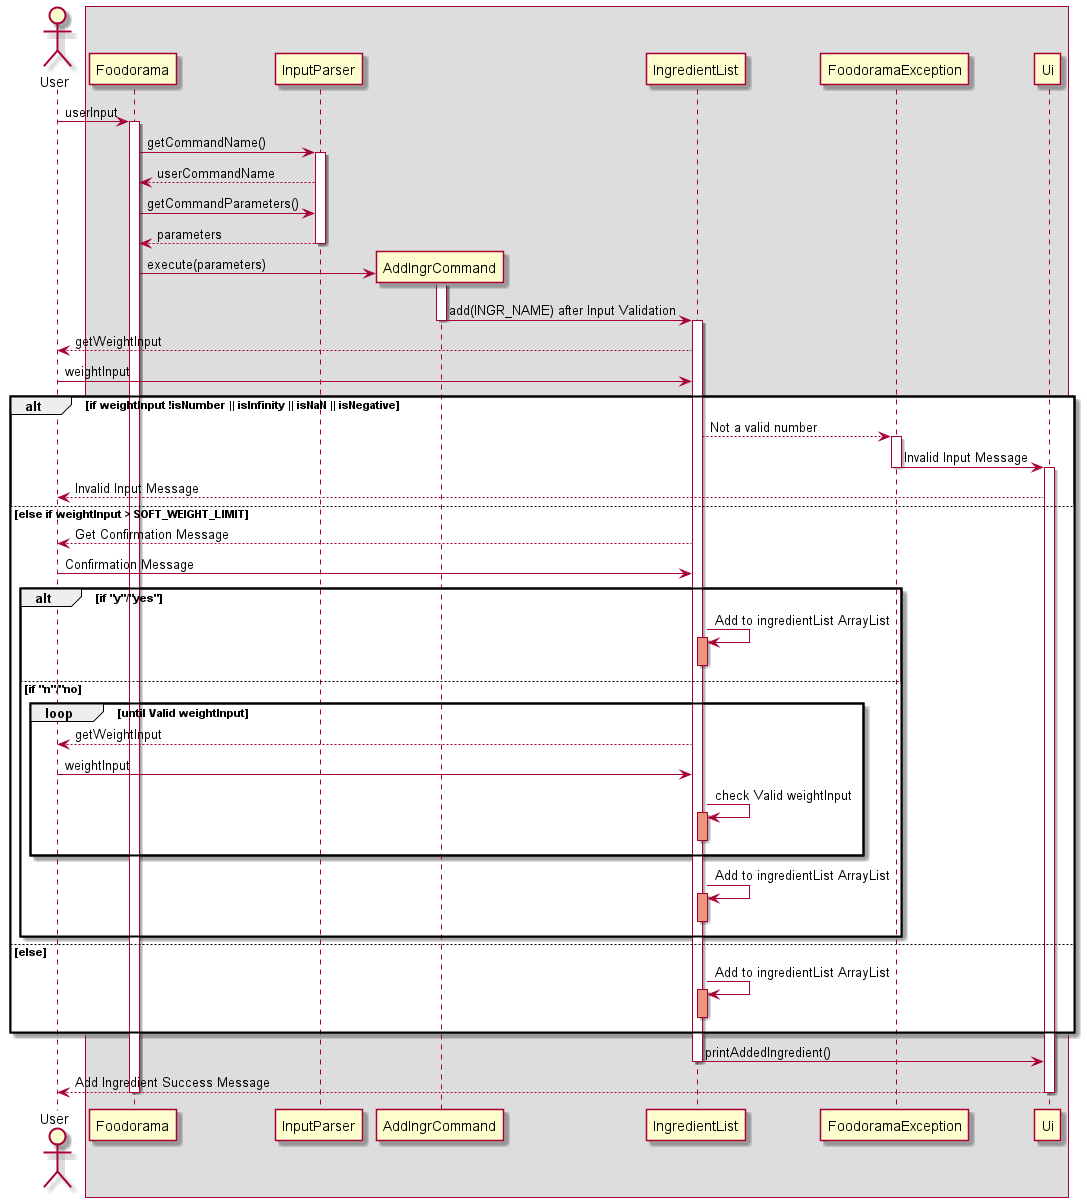 User
Foodorama
InputParser
IngredientList
FoodoramaException
Ui
userInput
getCommandName()
userCommandName
getCommandParameters()
parameters
execute(parameters)
AddIngrCommand
add(INGR_NAME) after Input Validation
getWeightInput
weightInput
alt
[if weightInput !isNumber || isInfinity || isNaN || isNegative]
Not a valid number
Invalid Input Message
Invalid Input Message
[else if weightInput > SOFT_WEIGHT_LIMIT]
Get Confirmation Message
Confirmation Message
alt
[if "y"/"yes"]
Add to ingredientList ArrayList
[if "n"/"no]
loop
[until Valid weightInput]
getWeightInput
weightInput
check Valid weightInput
Add to ingredientList ArrayList
[else]
Add to ingredientList ArrayList
printAddedIngredient()
Add Ingredient Success Message
User
Foodorama
InputParser
AddIngrCommand
IngredientList
FoodoramaException
Ui